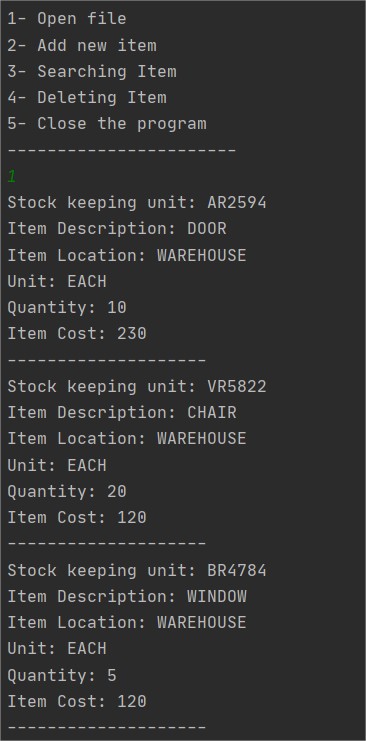 1- Open file
2- Add new item
3- Searching Item
4- Deleting Item
5- Close the program
-----------------------
1
Stock keeping unit: AR2594
Item Description: DOOR
Item Location: WAREHOUSE
Unit: EACH
Quantity: 10
Item Cost: 230
--------------------
Stock keeping unit: VR5822
Item Description: CHAIR
Item Location: WAREHOUSE
Unit: EACH
Quantity: 20
Item Cost: 120
--------------------
Stock keeping unit: BR4784
Item Description: WINDOW
Item Location: WAREHOUSE
Unit: EACH
Quantity: 5
Item Cost: 120
--------------------